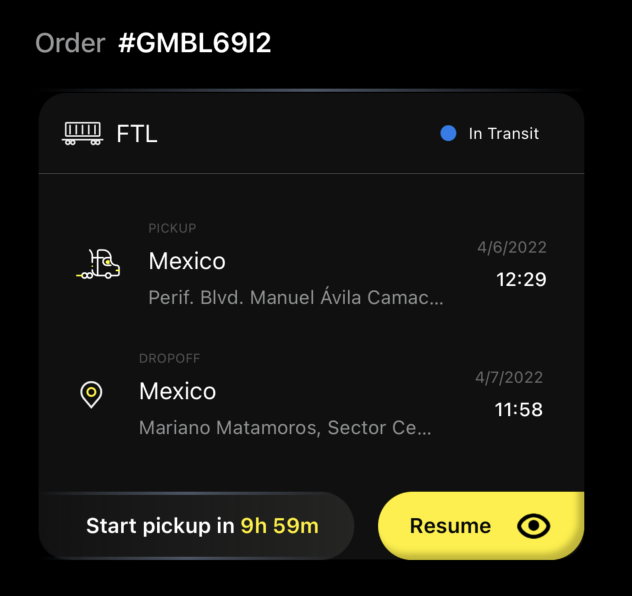 Order #GMBL69I2
FTL
In Transit
PICKUP
Mexico
4/6/2022
12:29
Perif. Blvd. Manuel Ávila Camac...
DROPOFF
Mexico
4/7/2022
11:58
Mariano Matamoros, Sector Ce...
Start pickup in 9h 59m
Resume